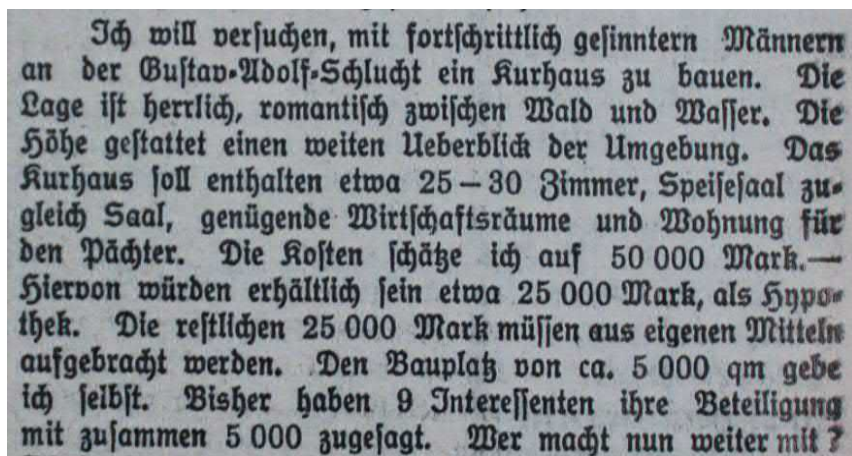 Ich will versuchen, mit fortschrittlich gesinntern Männern
an der Gustav-Adolf-Schlucht ein Kurhaus zu bauen. Die
Lage ist herrlich, romantisch zwischen Wald und Wasser. Die
Höhe gestattet einen weiten Ueberblick der Umgebung. Das
Kurhaus soll enthalten etwa 25 – 30 Zimmer, Speisesaal zu-
gleich Saal, genügende Wirtschaftsräume und Wohnung für
den Pächter. Die Kosten schätze ich auf 50 000 Mark.—
Hiervon würden erhältlich sein etwa 25 000 Mark, als Hypo-
thek. Die restlichen 25 000 Mark müssen aus eigenen Mitteln
aufgebracht werden. Den Bauplatz von ca. 5 000 qm gebe
ich selbst. Bisher haben 9 Interessenten ihre Beteiligung
mit zusammen 5 000 zugesagt. Wer macht nun weiter mit?